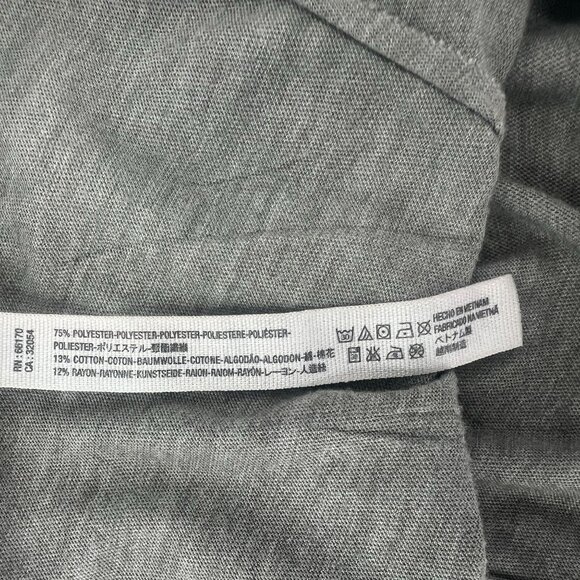 RN : 66170
CA : 32054
75% POLYESTER-POLYESTER-POLYESTER-POLIESTERE-POLIÉSTER-
POLIESTER-ポリエステル-聚酯纖維
13% COTTON-COTON-BAUMWOLLE-COTONE-ALGODÃO-ALGODON-綿-棉花
12% RAYON-RAYONNE-KUNSTSEIDE-RAION-RAIOM-RAYÓN-レーヨン-人造絲
30
HECHO EN VIETNAM
FABRICADO NA VIETNÃ
ベトナム製
越南製造